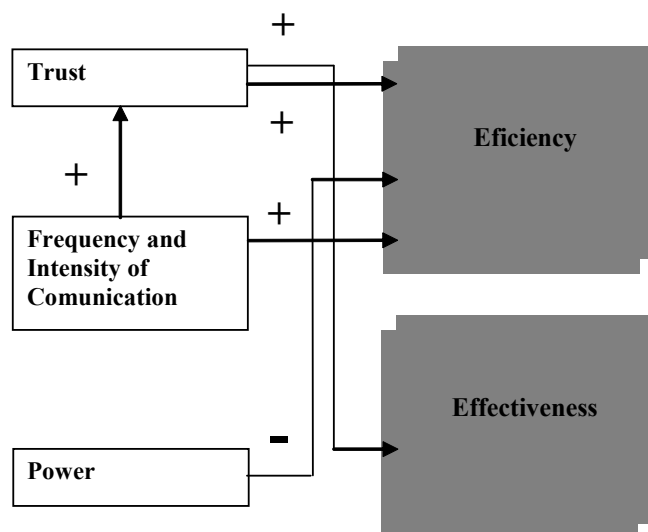 +
Trust
+
Eficiency
+
+
Frequency and
Intensity of
Comunication
Effectiveness
-
Power